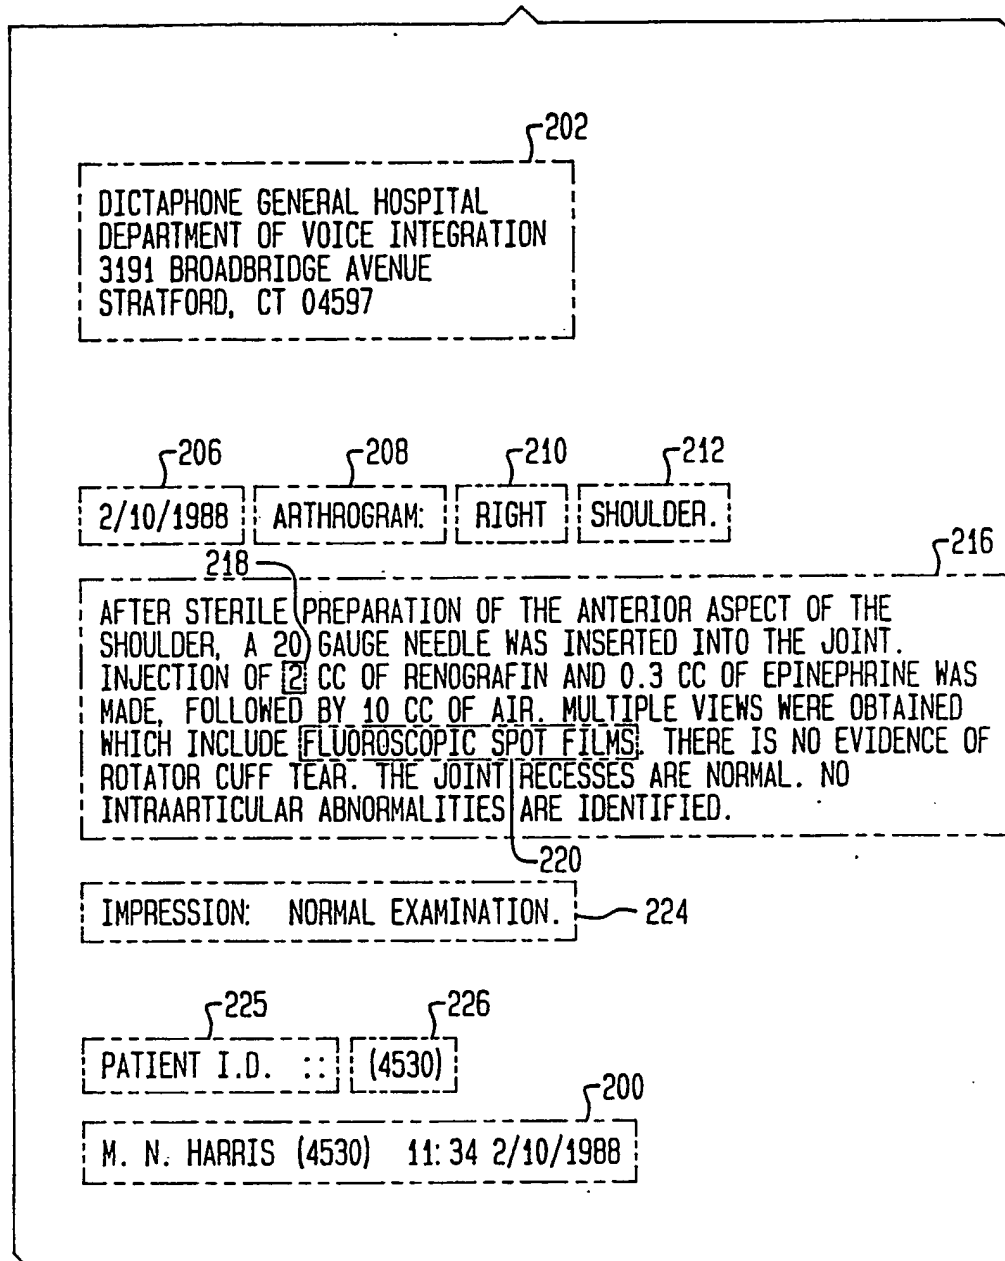 202
DICTAPHONE GENERAL HOSPITAL
DEPARTMENT OF VOICE INTEGRATION
3191 BROADBRIDGE AVENUE
STRATFORD, CT 04597
206 208 210 212
2/10/1988 ARTHROGRAM: RIGHT SHOULDER.
218 216
AFTER STERILE PREPARATION OF THE ANTERIOR ASPECT OF THE
SHOULDER, A 20 GAUGE NEEDLE WAS INSERTED INTO THE JOINT.
INJECTION OF 2 CC OF RENOGRAFIN AND 0.3 CC OF EPINEPHRINE WAS
MADE, FOLLOWED BY 10 CC OF AIR. MULTIPLE VIEWS WERE OBTAINED
WHICH INCLUDE FLUOROSCOPIC SPOT FILMS. THERE IS NO EVIDENCE OF
ROTATOR CUFF TEAR. THE JOINT RECESSES ARE NORMAL. NO
INTRAARTICULAR ABNORMALITIES ARE IDENTIFIED.
220
IMPRESSION: NORMAL EXAMINATION. 224
225 226
PATIENT I.D. :: (4530)
200
M. N. HARRIS (4530) 11:34 2/10/1988